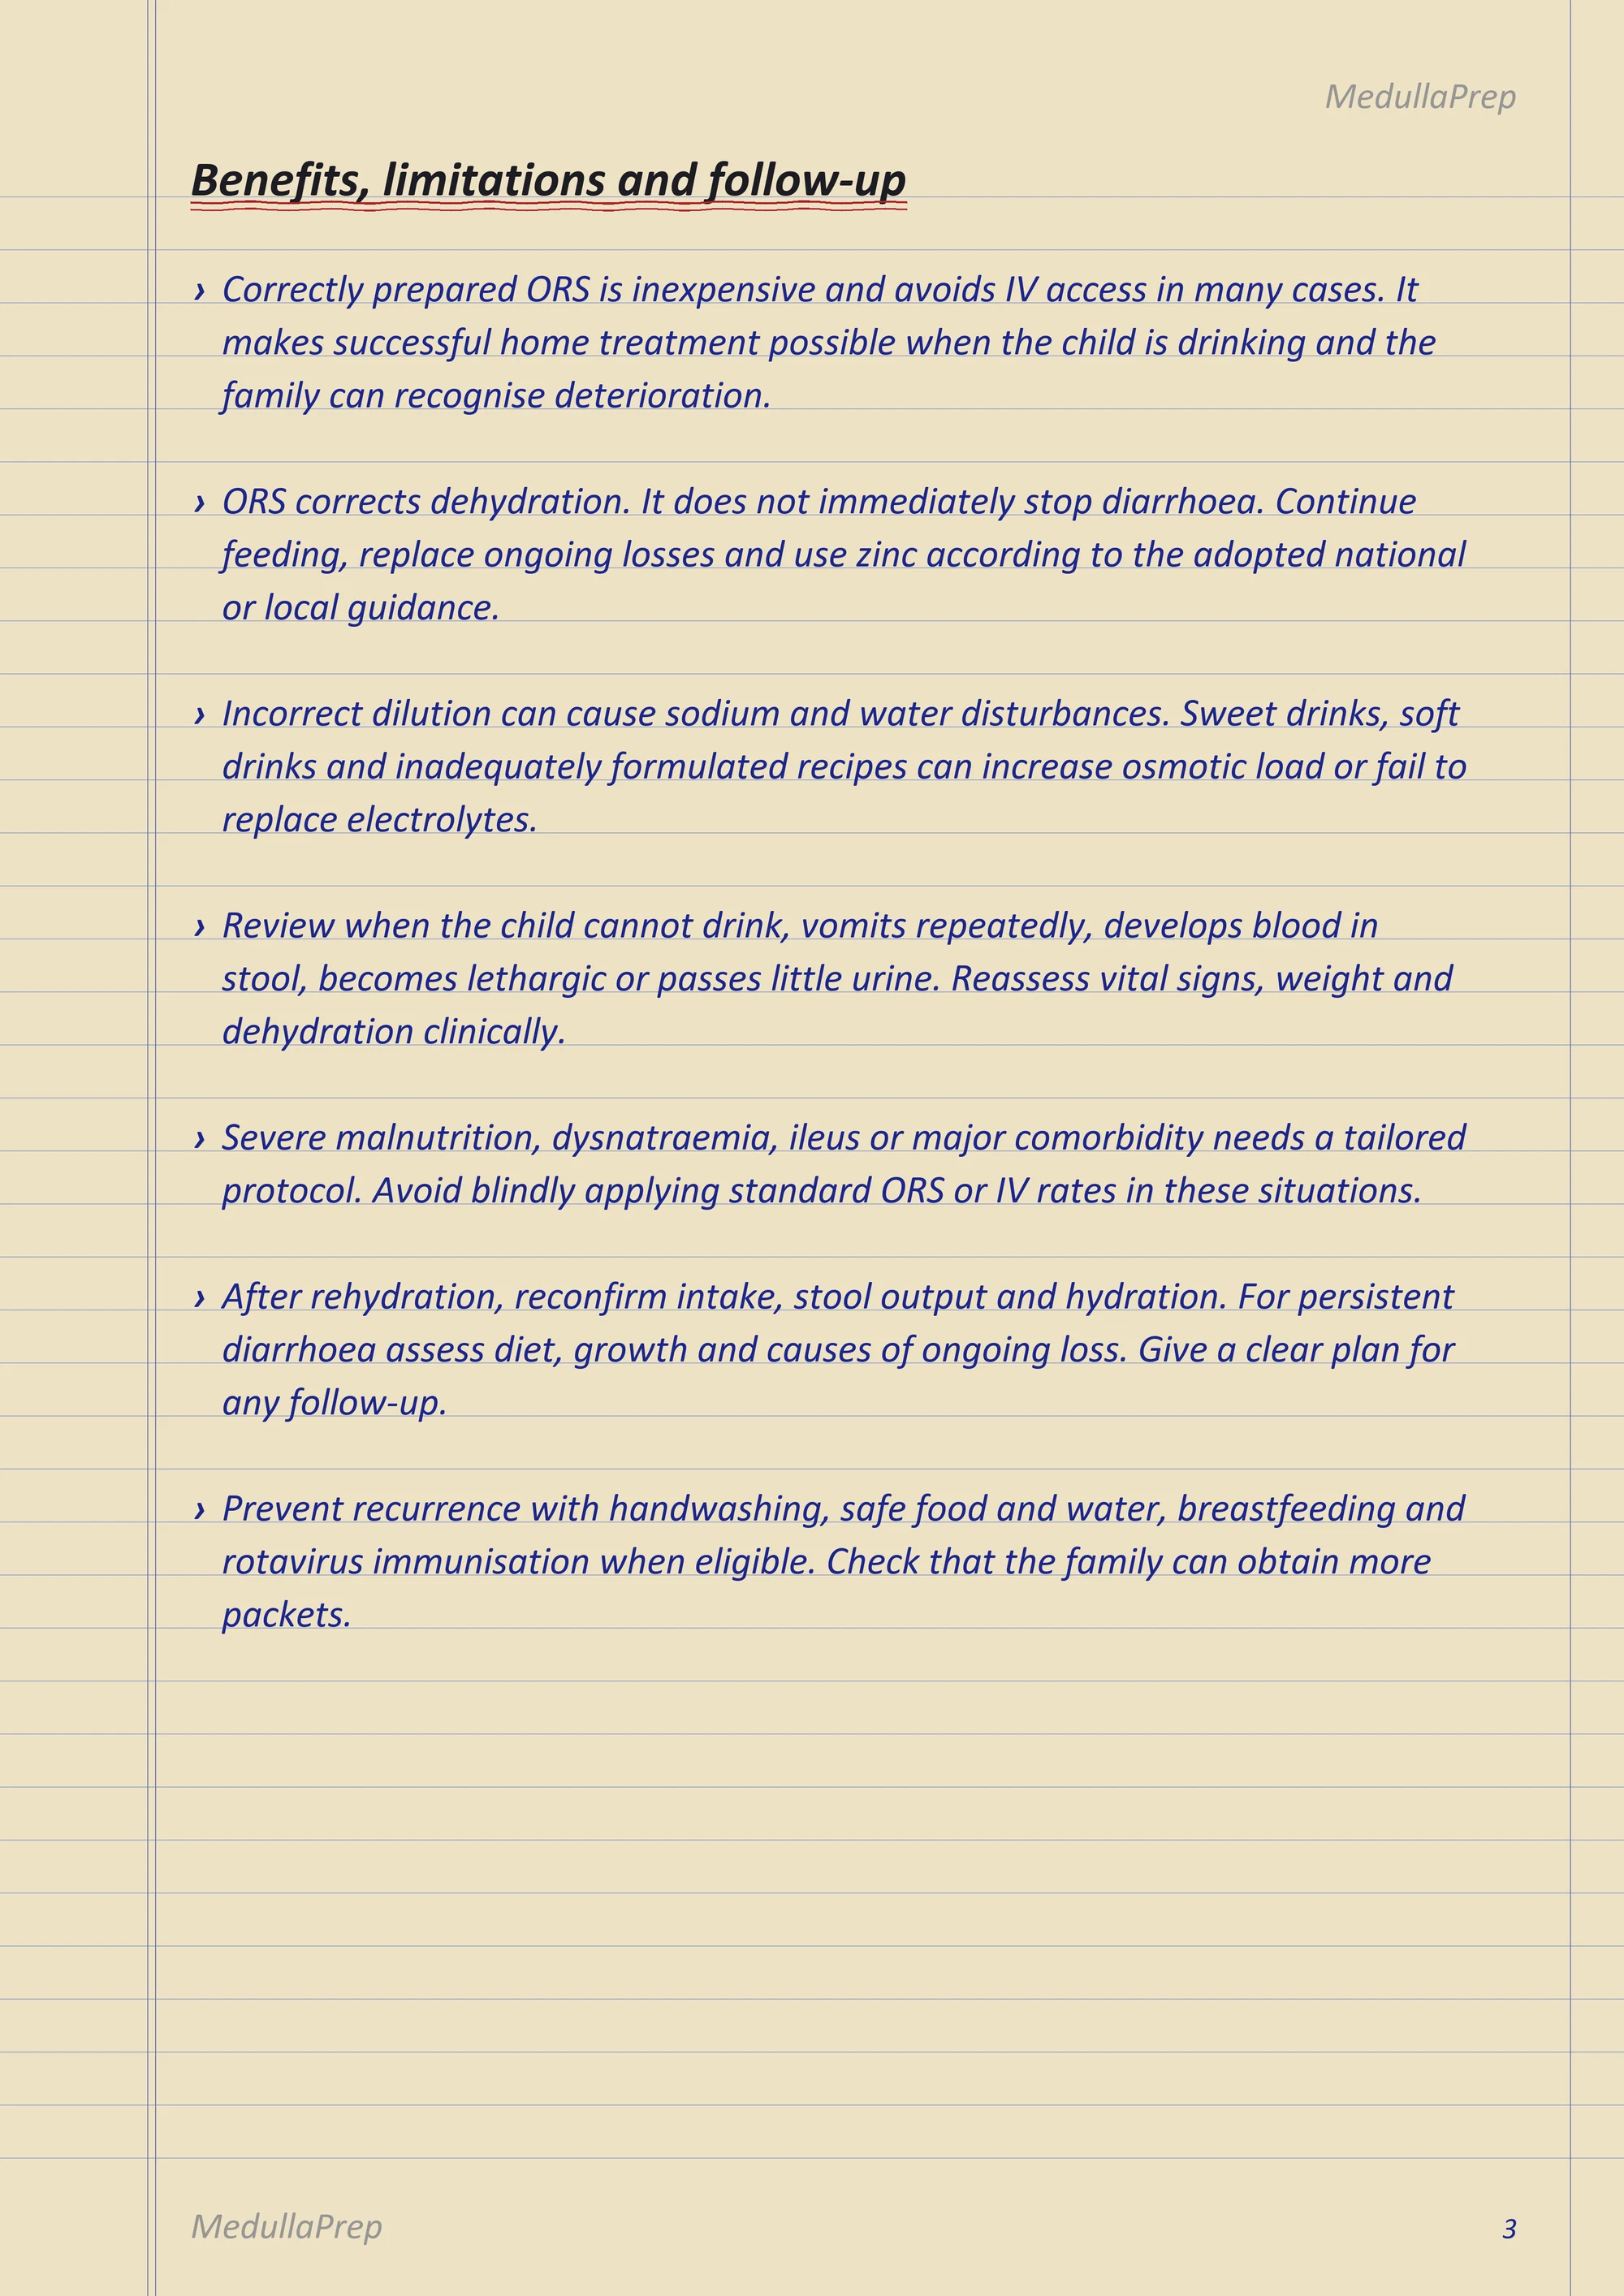 MedullaPrep
Benefits, limitations and follow-up
› Correctly prepared ORS is inexpensive and avoids IV access in many cases. It
makes successful home treatment possible when the child is drinking and the
family can recognise deterioration.
› ORS corrects dehydration. It does not immediately stop diarrhoea. Continue
feeding, replace ongoing losses and use zinc according to the adopted national
or local guidance.
› Incorrect dilution can cause sodium and water disturbances. Sweet drinks, soft
drinks and inadequately formulated recipes can increase osmotic load or fail to
replace electrolytes.
› Review when the child cannot drink, vomits repeatedly, develops blood in
stool, becomes lethargic or passes little urine. Reassess vital signs, weight and
dehydration clinically.
› Severe malnutrition, dysnatraemia, ileus or major comorbidity needs a tailored
protocol. Avoid blindly applying standard ORS or IV rates in these situations.
› After rehydration, reconfirm intake, stool output and hydration. For persistent
diarrhoea assess diet, growth and causes of ongoing loss. Give a clear plan for
any follow-up.
› Prevent recurrence with handwashing, safe food and water, breastfeeding and
rotavirus immunisation when eligible. Check that the family can obtain more
packets.
MedullaPrep
3